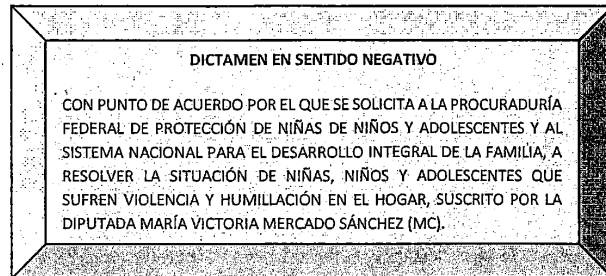 DICTAMEN EN SENTIDO NEGATIVO
CON PUNTO DE ACUERDO POR EL QUE SE SOLICITA A LA PROCURADURÍA
FEDERAL DE PROTECCIÓN DE NIÑAS DE NIÑOS Y ADOLESCENTES Y AL
SISTEMA NACIONAL PARA EL DESARROLLO INTEGRAL DE LA FAMILIA, A
RESOLVER LA SITUACIÓN DE NIÑAS, NIÑOS Y ADOLESCENTES QUE
SUFREN VIOLENCIA Y HUMILLACIÓN EN EL HOGAR, SUSCRITO POR LA
DIPUTADA MARÍA VICTORIA MERCADO SÁNCHEZ (MC).